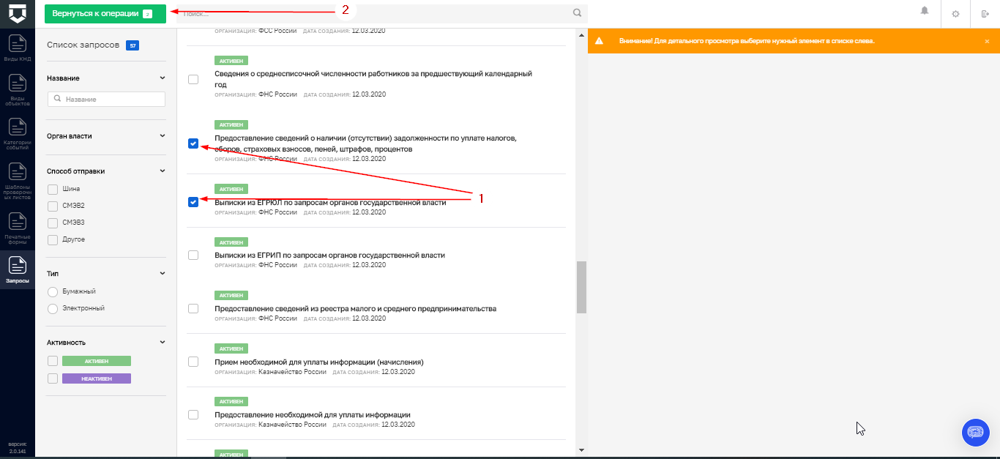 Вернуться к операции 2
Поиск...
2
Виды КНД
Виды
объектов
Категории
событий
Шаблоны
проверочн
ых листов
Печатные
формы
Запросы
версия:
2.0.141
Список запросов 57
Название
Название
Орган власти
Способ отправки
Шина
СМЭВ2
СМЭВ3
Другое
Тип
Бумажный
Электронный
Активность
АКТИВЕН
НЕАКТИВЕН
ОРГАНИЗАЦИЯ: ФСС России ДАТА СОЗДАНИЯ: 12.03.2020
АКТИВЕН
Сведения о среднесписочной численности работников за предшествующий календарный
год
ОРГАНИЗАЦИЯ: ФНС России ДАТА СОЗДАНИЯ: 12.03.2020
АКТИВЕН
Предоставление сведений о наличии (отсутствии) задолженности по уплате налогов,
сборов, страховых взносов, пеней, штрафов, процентов
ОРГАНИЗАЦИЯ: ФНС России ДАТА СОЗДАНИЯ: 12.03.2020
АКТИВЕН
Выписки из ЕГРЮЛ по запросам органов государственной власти
ОРГАНИЗАЦИЯ: ФНС России ДАТА СОЗДАНИЯ: 12.03.2020
1
АКТИВЕН
Выписки из ЕГРИП по запросам органов государственной власти
ОРГАНИЗАЦИЯ: ФНС России ДАТА СОЗДАНИЯ: 12.03.2020
АКТИВЕН
Предоставление сведений из реестра малого и среднего предпринимательства
ОРГАНИЗАЦИЯ: ФНС России ДАТА СОЗДАНИЯ: 12.03.2020
АКТИВЕН
Прием необходимой для уплаты информации (начисления)
ОРГАНИЗАЦИЯ: Казначейство России ДАТА СОЗДАНИЯ: 12.03.2020
АКТИВЕН
Предоставление необходимой для уплаты информации
ОРГАНИЗАЦИЯ: Казначейство России ДАТА СОЗДАНИЯ: 12.03.2020
АКТИВЕН
Внимание! Для детального просмотра выберите нужный элемент в списке слева.